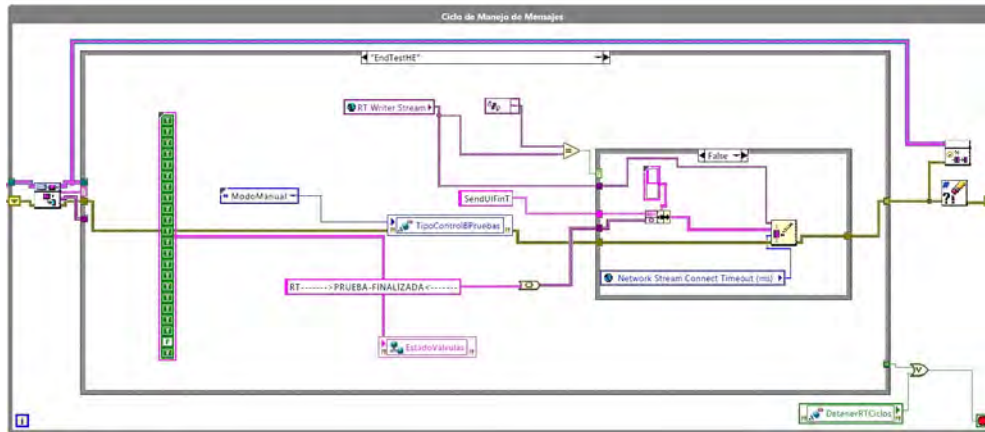 Ciclo de Manejo de Mensajes
"EndTestHE"
RT Writer Stream
False
ModoManual
SendUIFinT
TipoControlBPruebas
Network Stream Connect Timeout (ms)
RT------->PRUEBA-FINALIZADA<-------
EstadoVálvulas
F
DetenerRTCiclos
i